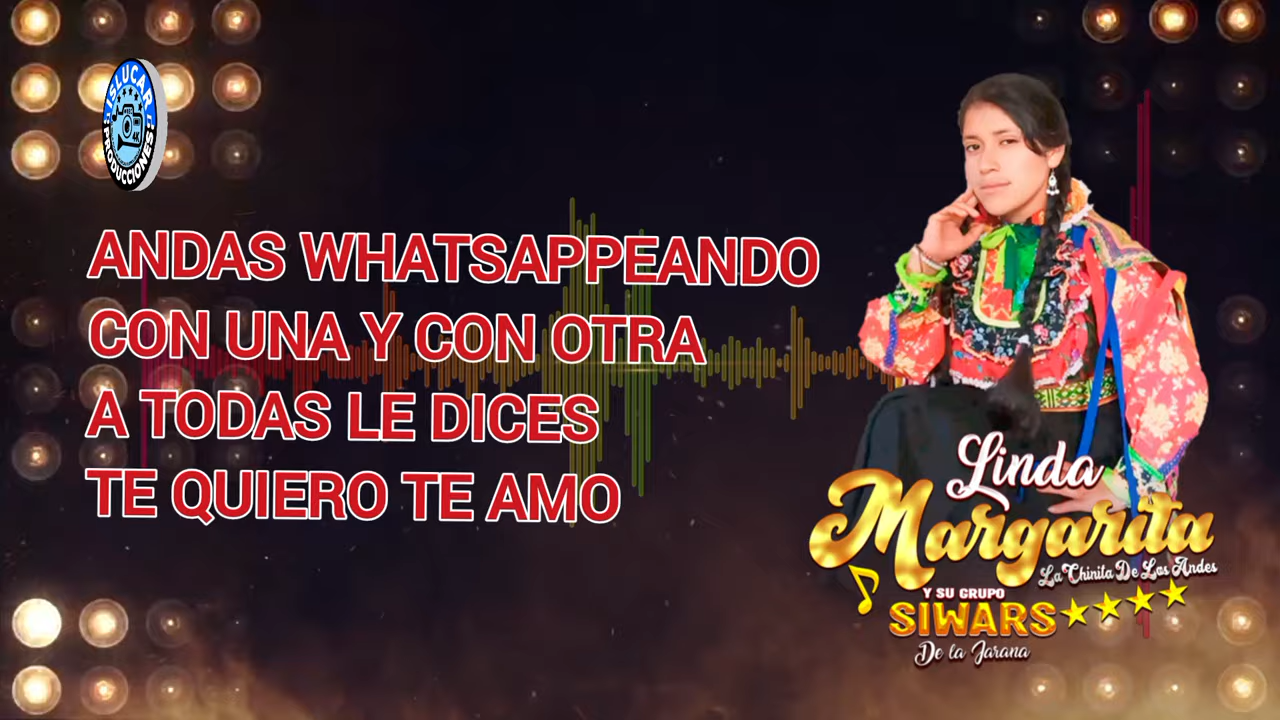 ISLUCAR
PRODUCCIONES
ANDAS WHATSAPPEANDO
CON UNA Y CON OTRA
A TODAS LE DICES
TE QUIERO TE AMO
Linda
Margarita
La Chinita De Los Andes
Y SU GRUPO
SIWARS
De la Jarana